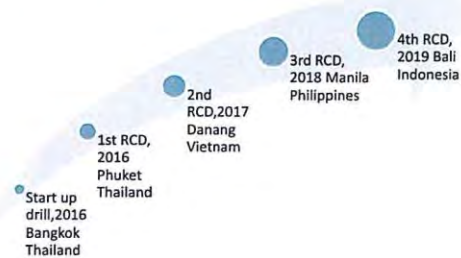 Start up
drill,2016
Bangkok
Thailand
1st RCD,
2016
Phuket
Thailand
2nd
RCD,2017
Danang
Vietnam
3rd RCD,
2018 Manila
Philippines
4th RCD,
2019 Bali
Indonesia